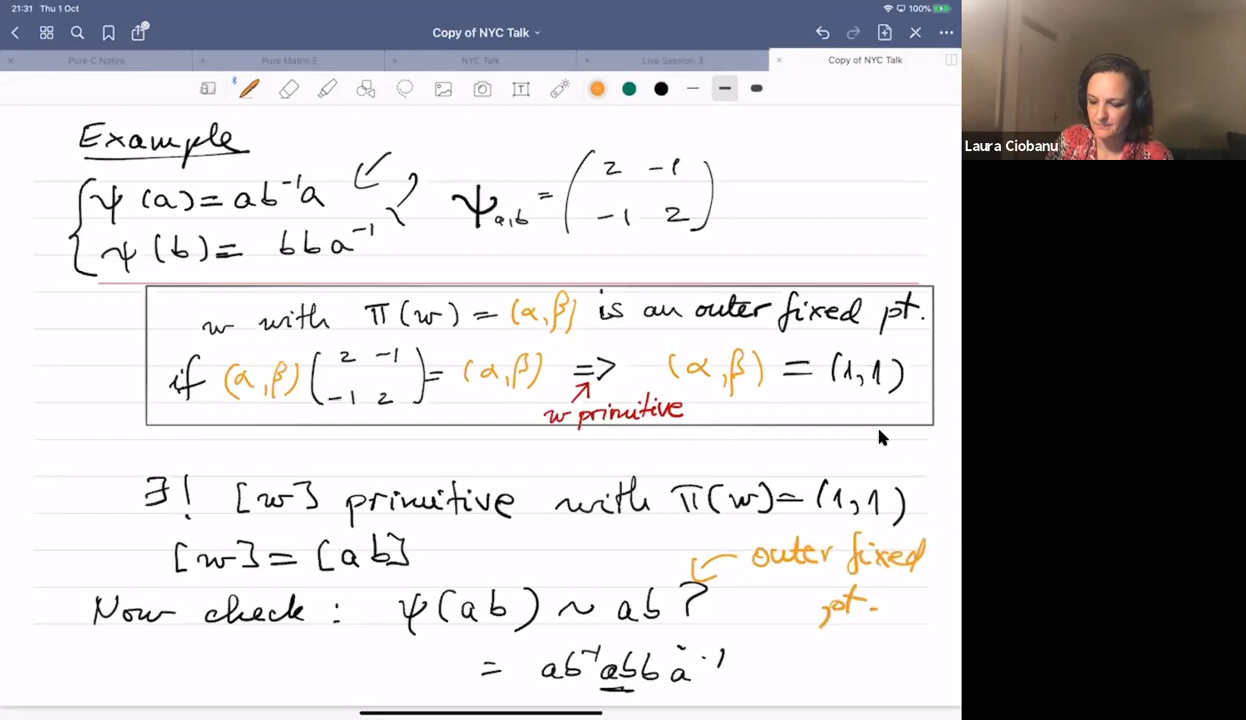 21:31 Thu 1 Oct
100%
Copy of NYC Talk
Pure C Notes
Pure Maths B
NYC Talk
Live Session 3
Copy of NYC Talk
Laura Ciobanu
Example
ψ(a) = ab⁻¹a
ψ(b) = bba⁻¹
Ψa,b = ( 2 -1
-1 2 )
w with π(w) = (α,β) is an outer fixed pt.
if (α,β) ( 2 -1
-1 2 ) = (α,β) => (α,β) = (1,1)
w primitive
∃! [w] primitive with π(w) = (1,1)
[w] = [ab]
outer fixed
pt.
Now check : ψ(ab) ~ ab ?
= ab⁻¹abba⁻¹